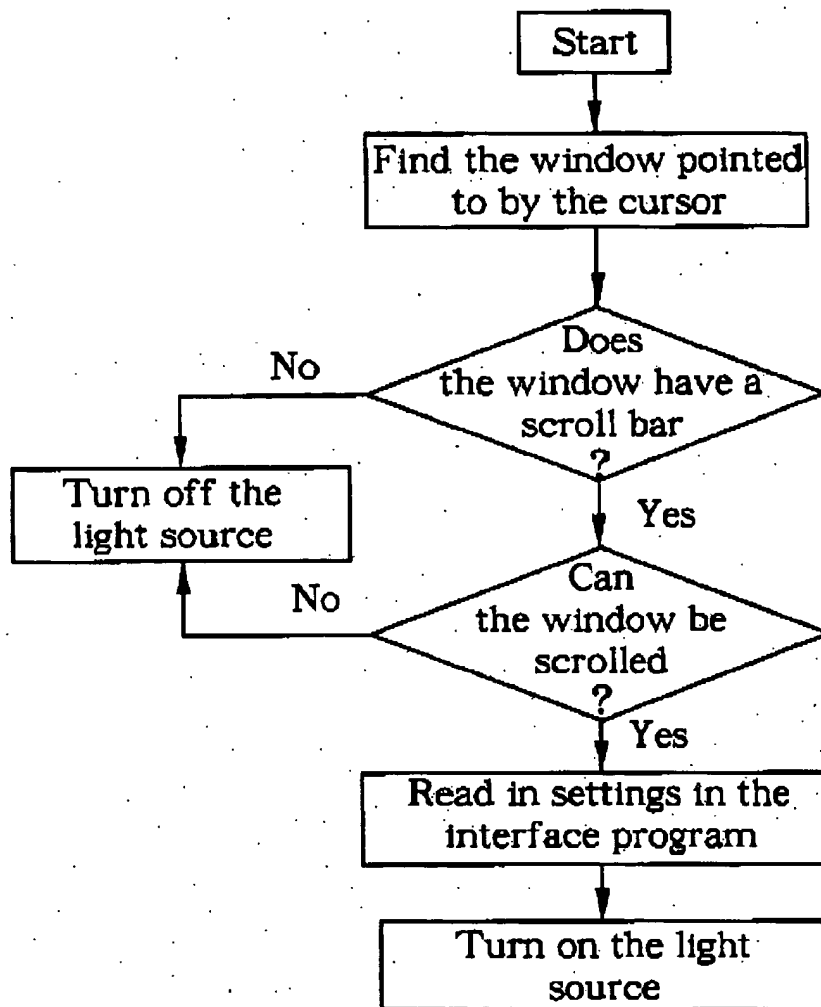 Start
Find the window pointed
to by the cursor
Does
the window have a
scroll bar
?
No
Turn off the
light source
Yes
Can
the window be
scrolled
?
No
Yes
Read in settings in the
interface program
Turn on the light
source